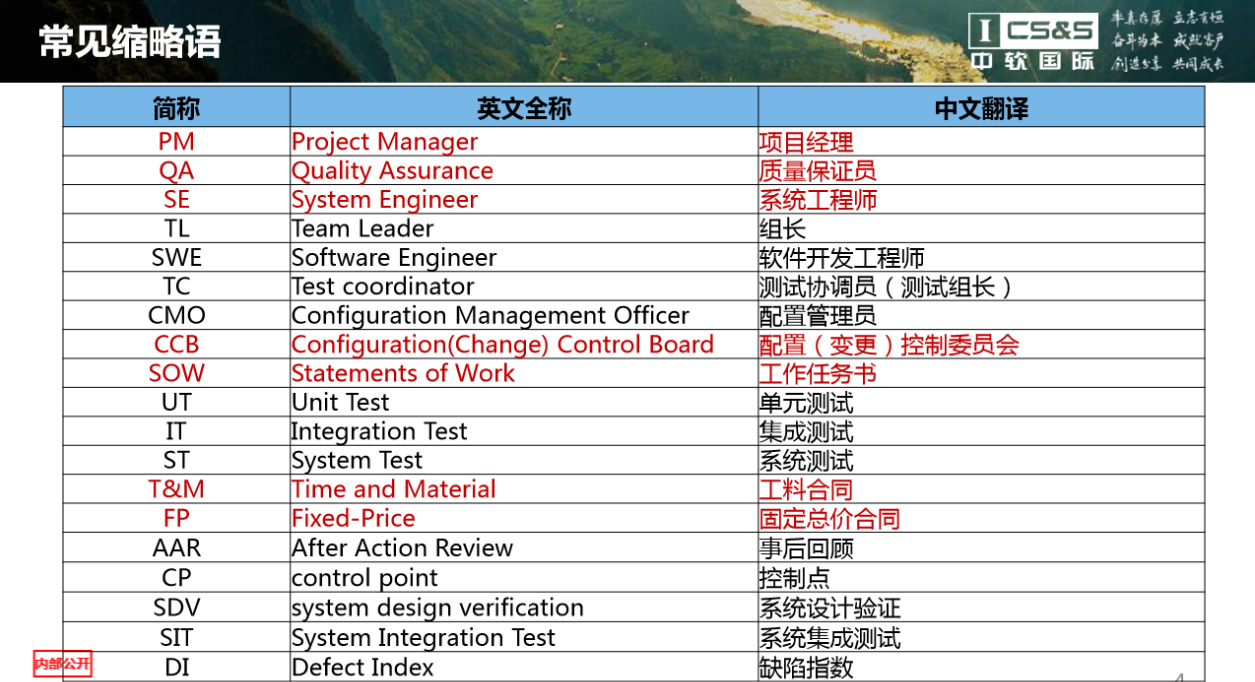 常见缩略语
I CS&S
中软国际
率真在厚 立志有恒
奋斗为本 成就客户
创造分享 共同成长
简称 英文全称 中文翻译
PM Project Manager 项目经理
QA Quality Assurance 质量保证员
SE System Engineer 系统工程师
TL Team Leader 组长
SWE Software Engineer 软件开发工程师
TC Test coordinator 测试协调员（测试组长）
CMO Configuration Management Officer 配置管理员
CCB Configuration(Change) Control Board 配置（变更）控制委员会
SOW Statements of Work 工作任务书
UT Unit Test 单元测试
IT Integration Test 集成测试
ST System Test 系统测试
T&M Time and Material 工料合同
FP Fixed-Price 固定总价合同
AAR After Action Review 事后回顾
CP control point 控制点
SDV system design verification 系统设计验证
SIT System Integration Test 系统集成测试
DI Defect Index 缺陷指数
内部公开
4